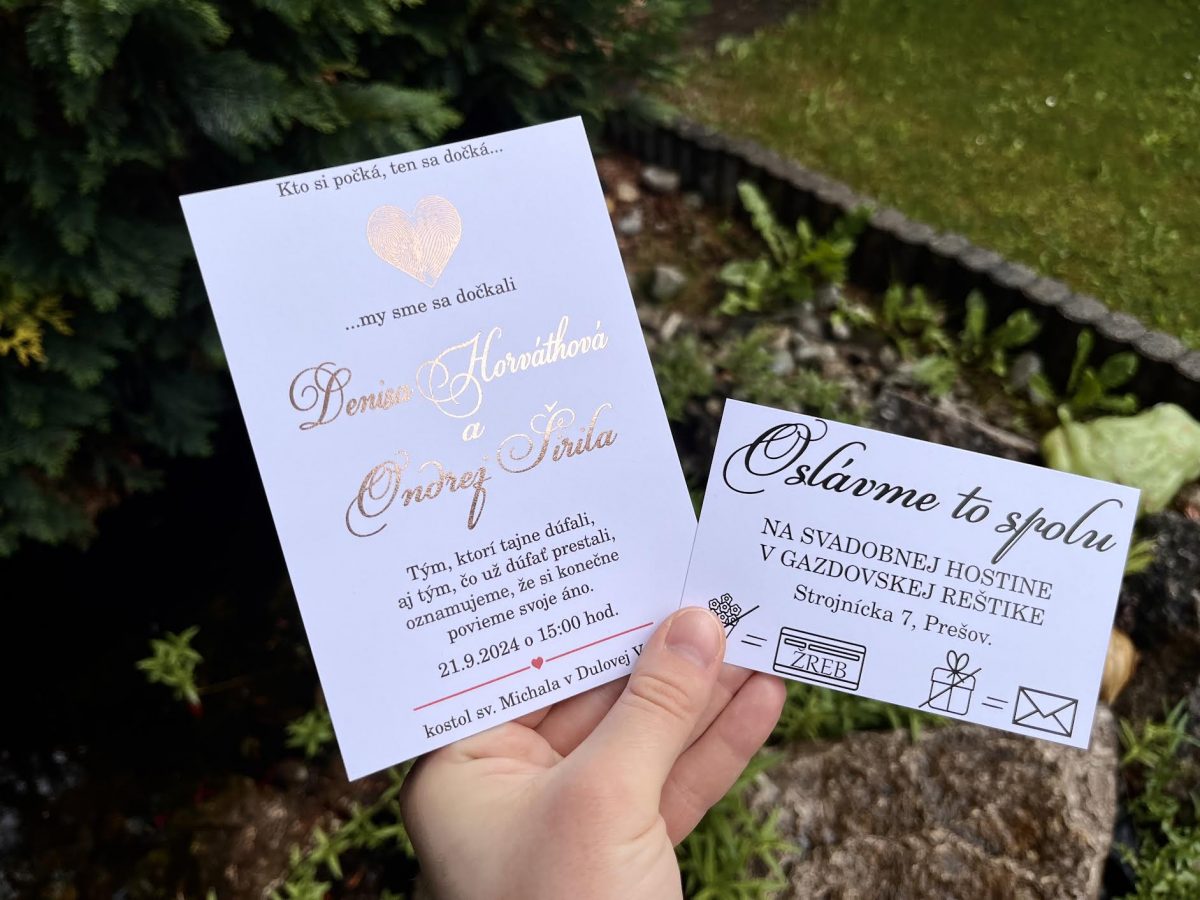 Kto si počká, ten sa dočká...
...my sme sa dočkali
Denisa Horváthová
a
Ondrej Širila
Tým, ktorí tajne dúfali,
aj tým, čo už dúfať prestali,
oznamujeme, že si konečne
povieme svoje áno.
21.9.2024 o 15:00 hod.
kostol sv. Michala v Dulovej
Oslávme to spolu
NA SVADOBNEJ HOSTINE
V GAZDOVSKEJ REŠTIKE
Strojnícka 7, Prešov.
=
ŽREB
=